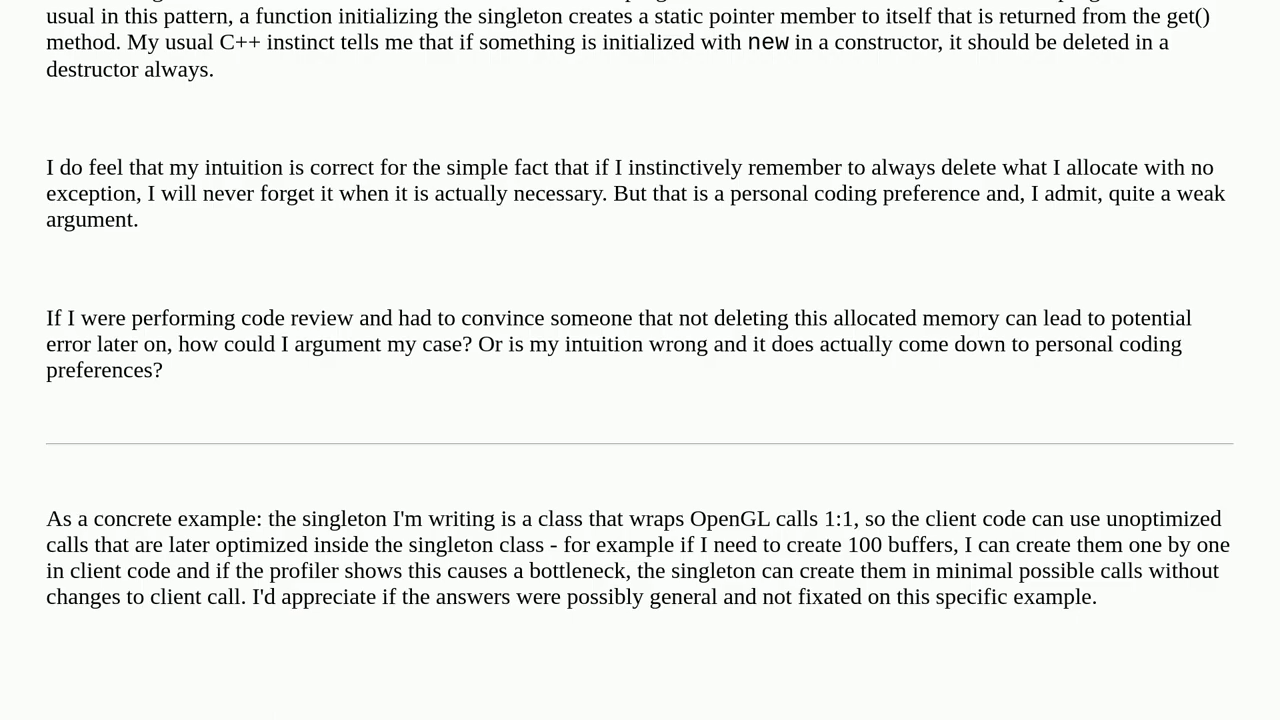 usual in this pattern, a function initializing the singleton creates a static pointer member to itself that is returned from the get()
method. My usual C++ instinct tells me that if something is initialized with new in a constructor, it should be deleted in a
destructor always.
I do feel that my intuition is correct for the simple fact that if I instinctively remember to always delete what I allocate with no
exception, I will never forget it when it is actually necessary. But that is a personal coding preference and, I admit, quite a weak
argument.
If I were performing code review and had to convince someone that not deleting this allocated memory can lead to potential
error later on, how could I argument my case? Or is my intuition wrong and it does actually come down to personal coding
preferences?
As a concrete example: the singleton I'm writing is a class that wraps OpenGL calls 1:1, so the client code can use unoptimized
calls that are later optimized inside the singleton class - for example if I need to create 100 buffers, I can create them one by one
in client code and if the profiler shows this causes a bottleneck, the singleton can create them in minimal possible calls without
changes to client call. I'd appreciate if the answers were possibly general and not fixated on this specific example.